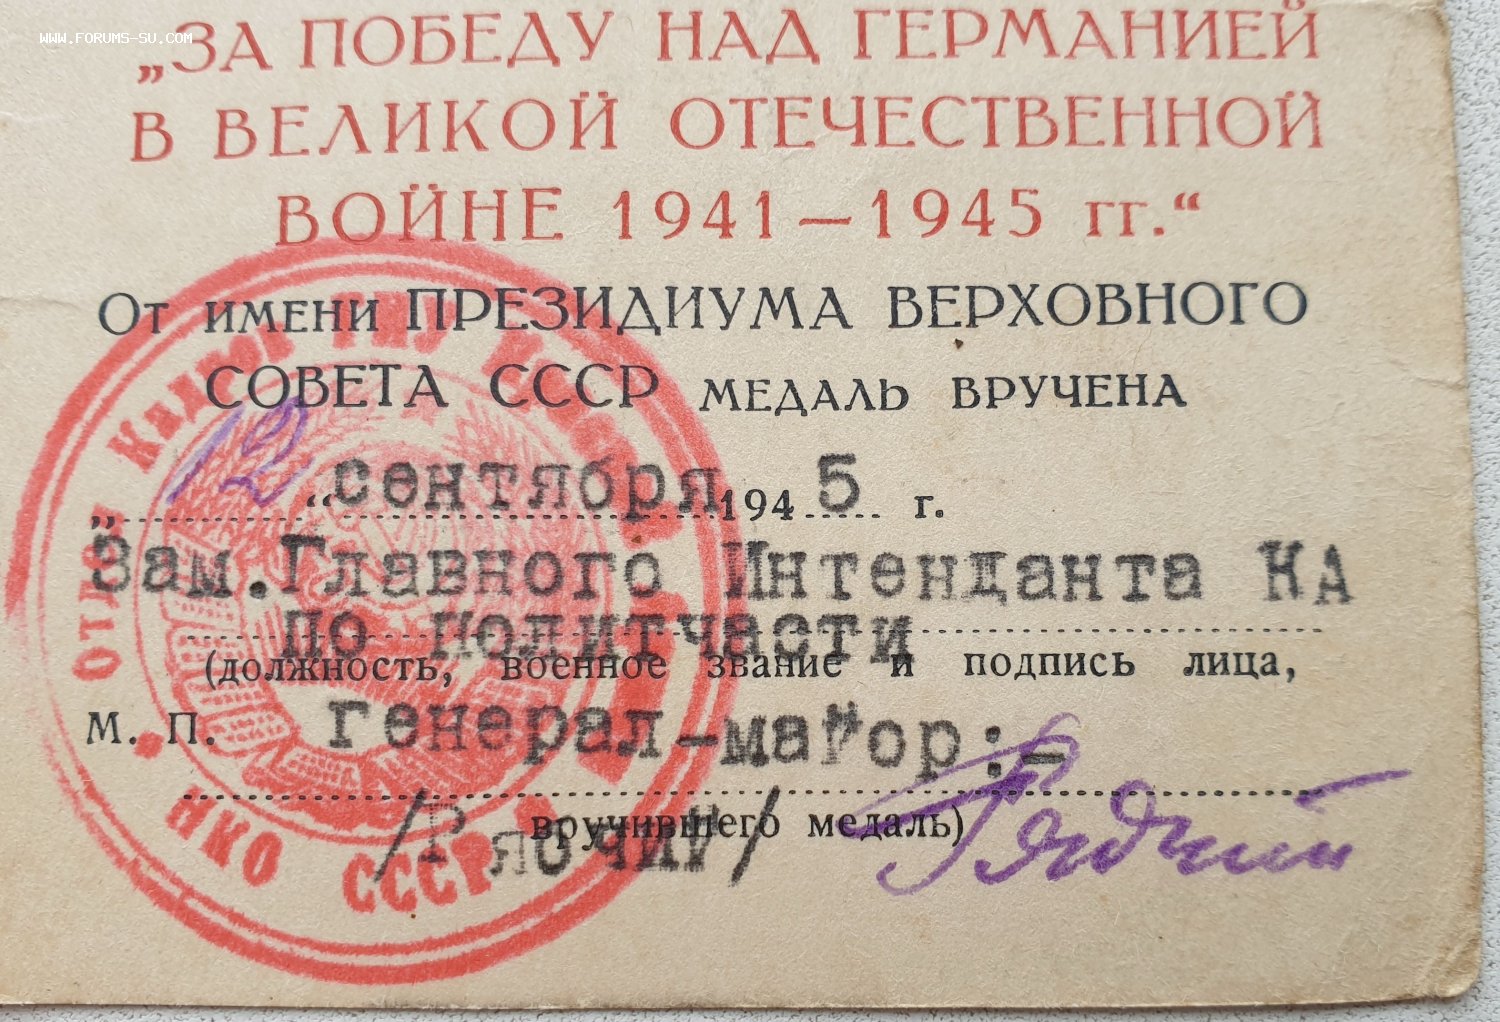 www.forums-su.com
„ЗА ПОБЕДУ НАД ГЕРМАНИЕЙ
В ВЕЛИКОЙ ОТЕЧЕСТВЕННОЙ
ВОЙНЕ 1941—1945 гг.“
От имени ПРЕЗИДИУМА ВЕРХОВНОГО
СОВЕТА СССР МЕДАЛЬ ВРУЧЕНА
„12“ сентября 1945 г.
Зам.Главного Интенданта КА
по политчасти
(должность, военное звание и подпись лица,
М. П. генерал-майор:-
вручившего медаль)
НКО СССР